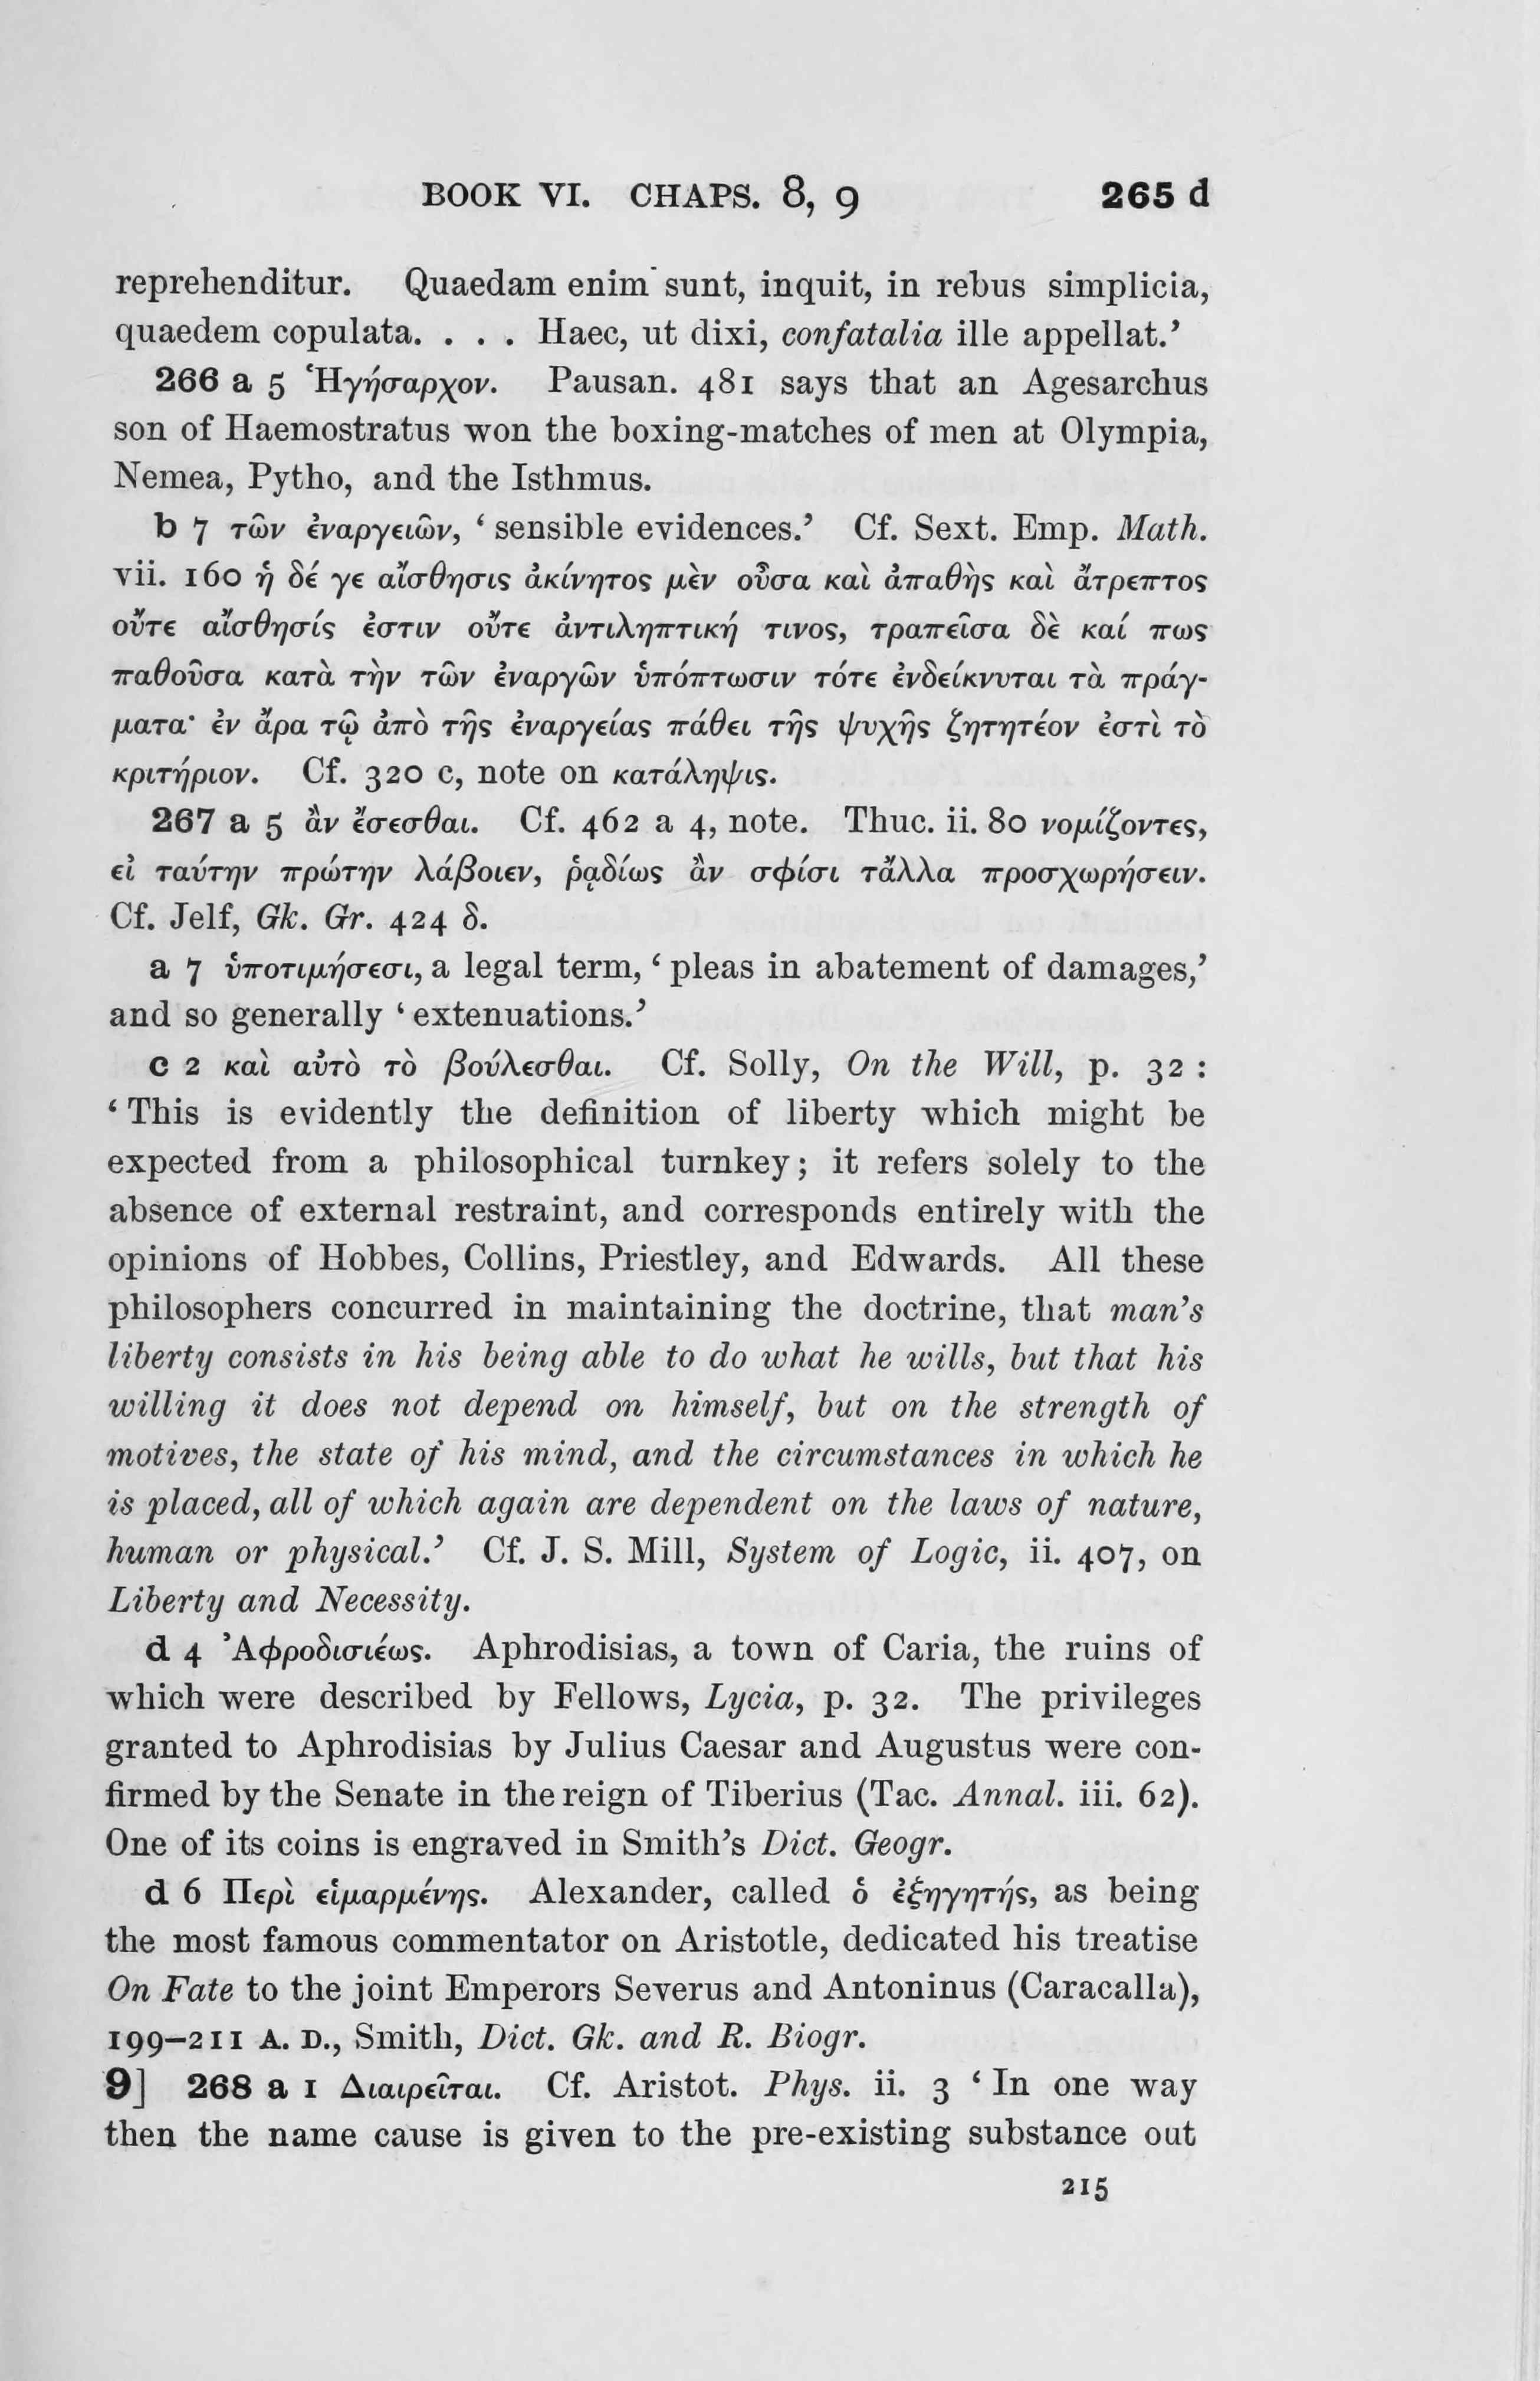 BOOK VI. CHAPS. 8, 9 265 d
reprehenditur. Quaedam enim sunt, inquit, in rebus simplicia,
quaedem copulata. . . . Haec, ut dixi, confatalia ille appellat.’
266 a 5 Ἡγήσαρχον. Pausan. 481 says that an Agesarchus
son of Haemostratus won the boxing-matches of men at Olympia,
Nemea, Pytho, and the Isthmus.
b 7 τῶν ἐναργειῶν, ‘sensible evidences.’ Cf. Sext. Emp. Math.
vii. 160 ἡ δέ γε αἴσθησις ἀκίνητος μὲν οὖσα καὶ ἀπαθὴς καὶ ἄτρεπτος
οὔτε αἴσθησίς ἐστιν οὔτε ἀντιληπτική τινος, τραπεῖσα δὲ καί πως
παθοῦσα κατὰ τὴν τῶν ἐναργῶν ὑπόπτωσιν τότε ἐνδείκνυται τὰ πράγ-
ματα· ἐν ἄρα τῷ ἀπὸ τῆς ἐναργείας πάθει τῆς ψυχῆς ζητητέον ἐστὶ τὸ
κριτήριον. Cf. 320 c, note on κατάληψις.
267 a 5 ἂν ἔσεσθαι. Cf. 462 a 4, note. Thuc. ii. 80 νομίζοντες,
εἰ ταύτην πρώτην λάβοιεν, ῥᾳδίως ἂν σφίσι τἄλλα προσχωρήσειν.
Cf. Jelf, Gk. Gr. 424 δ.
a 7 ὑποτιμήσεσι, a legal term, ‘pleas in abatement of damages,’
and so generally ‘extenuations.’
c 2 καὶ αὐτὸ τὸ βούλεσθαι. Cf. Solly, On the Will, p. 32 :
‘This is evidently the definition of liberty which might be
expected from a philosophical turnkey; it refers solely to the
absence of external restraint, and corresponds entirely with the
opinions of Hobbes, Collins, Priestley, and Edwards. All these
philosophers concurred in maintaining the doctrine, that man’s
liberty consists in his being able to do what he wills, but that his
willing it does not depend on himself, but on the strength of
motives, the state of his mind, and the circumstances in which he
is placed, all of which again are dependent on the laws of nature,
human or physical.’ Cf. J. S. Mill, System of Logic, ii. 407, on
Liberty and Necessity.
d 4 Ἀφροδισιέως. Aphrodisias, a town of Caria, the ruins of
which were described by Fellows, Lycia, p. 32. The privileges
granted to Aphrodisias by Julius Caesar and Augustus were con-
firmed by the Senate in the reign of Tiberius (Tac. Annal. iii. 62).
One of its coins is engraved in Smith’s Dict. Geogr.
d 6 Περὶ εἱμαρμένης. Alexander, called ὁ ἐξηγητής, as being
the most famous commentator on Aristotle, dedicated his treatise
On Fate to the joint Emperors Severus and Antoninus (Caracalla),
199–211 A. D., Smith, Dict. Gk. and R. Biogr.
9] 268 a 1 Διαιρεῖται. Cf. Aristot. Phys. ii. 3 ‘In one way
then the name cause is given to the pre-existing substance out
215